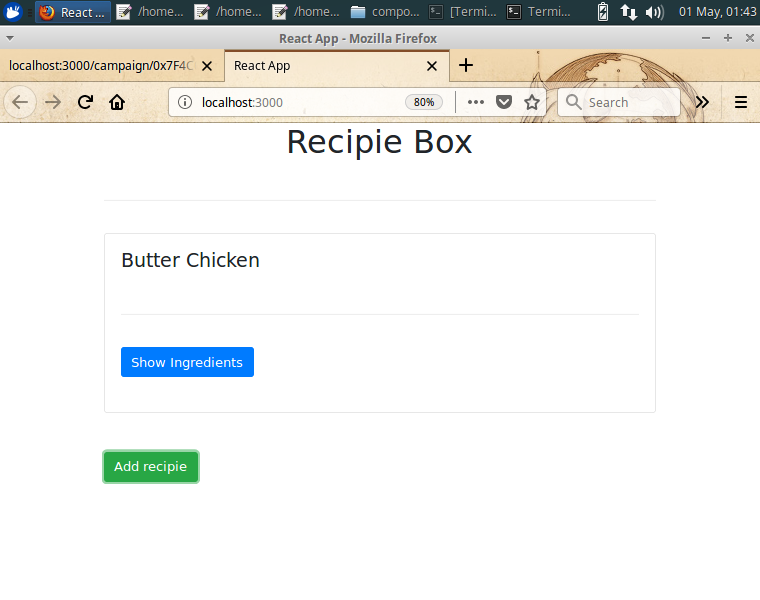 React ...
/home...
/home...
/home...
compo...
[Termi...
Termi...
01 May, 01:43
React App - Mozilla Firefox
localhost:3000/campaign/0x7F4C
React App
localhost:3000
80%
Search
Recipie Box
Butter Chicken
Show Ingredients
Add recipie